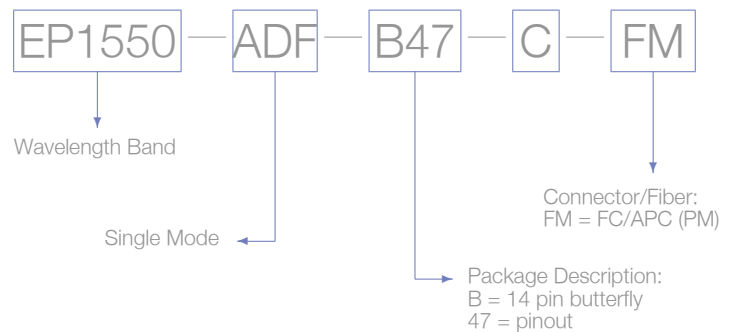 EP1550 — ADF — B47 — C — FM
Wavelength Band
Connector/Fiber:
FM = FC/APC (PM)
Single Mode
Package Description:
B = 14 pin butterfly
47 = pinout